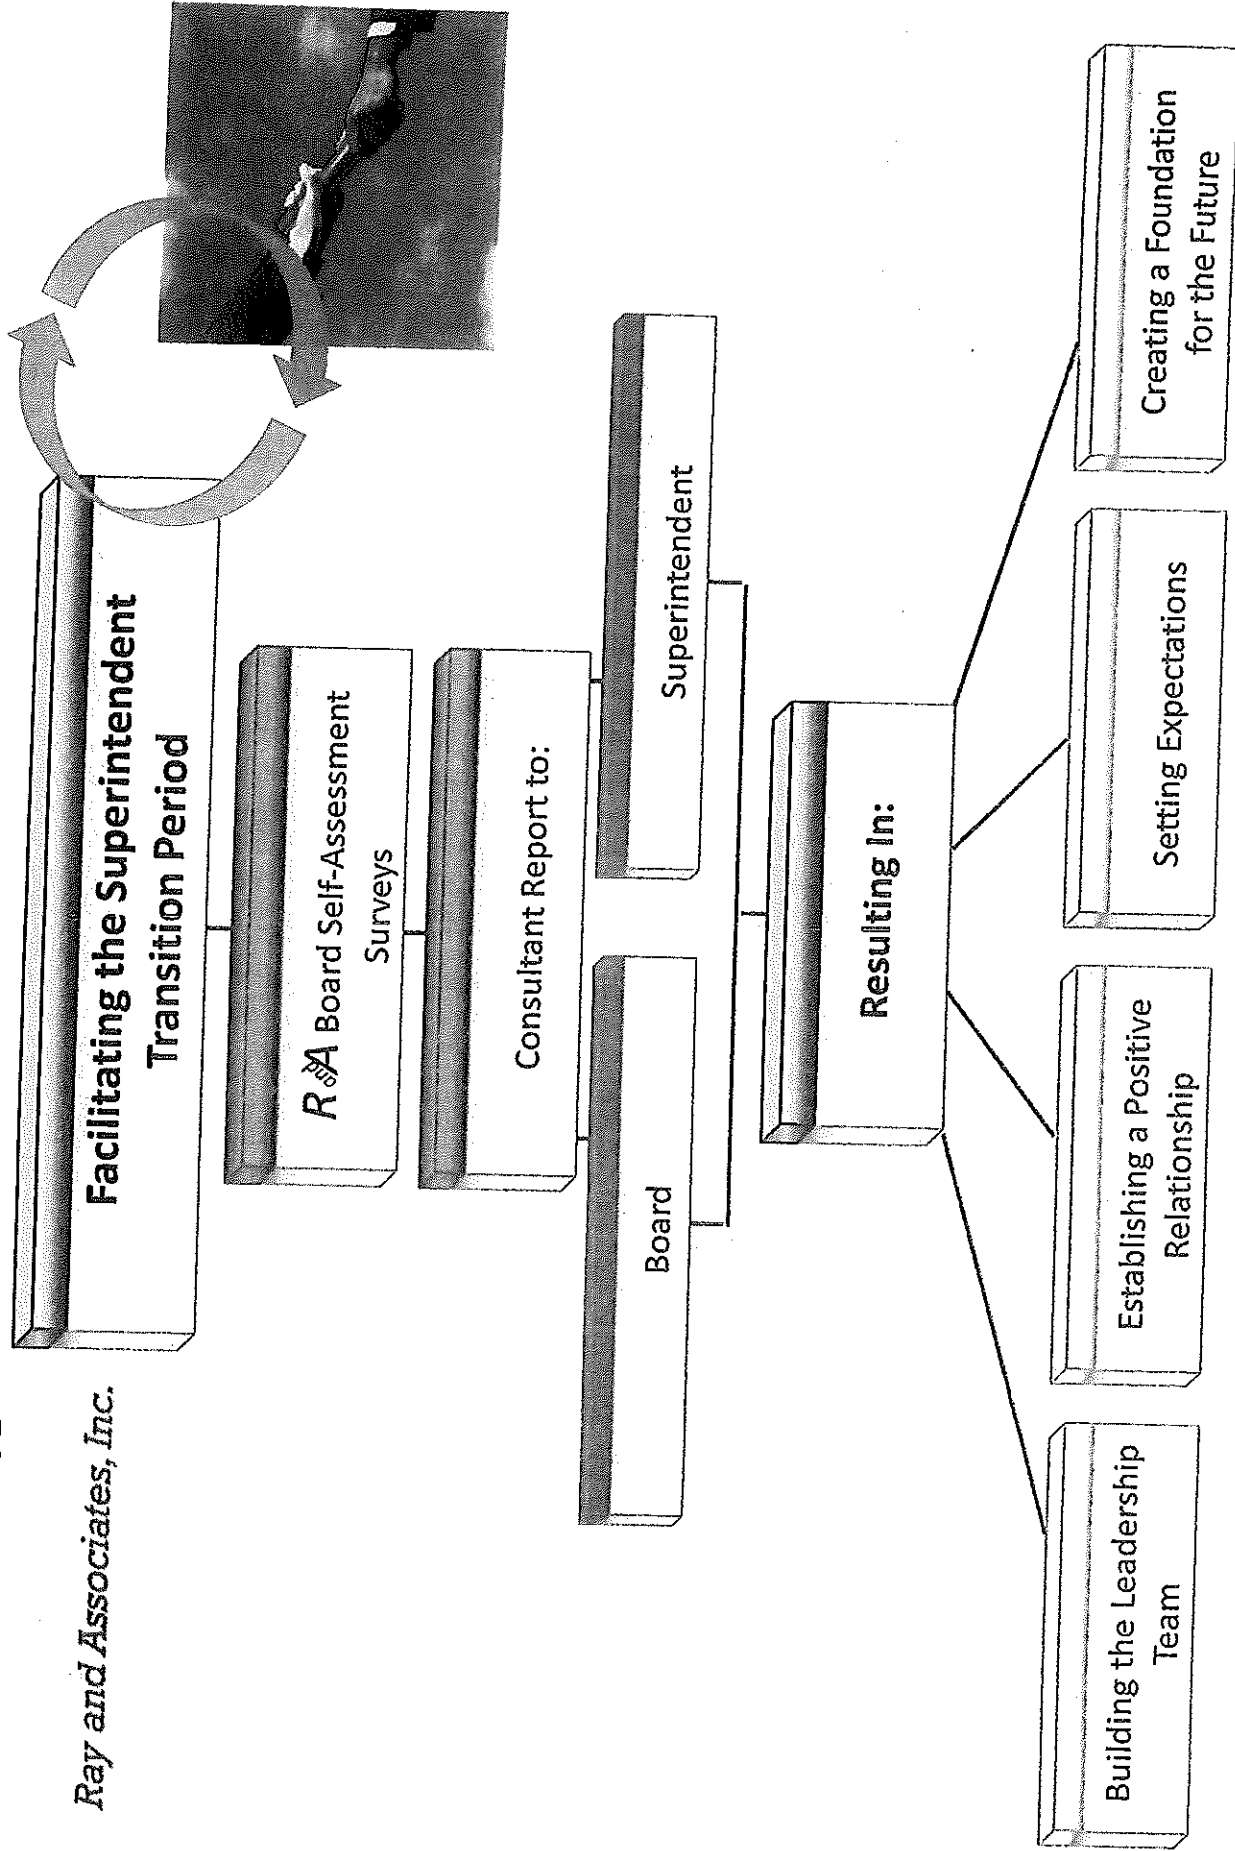 Ray and Associates, Inc.
Facilitating the Superintendent
Transition Period
R and A Board Self-Assessment
Surveys
Consultant Report to:
Board
Superintendent
Resulting In:
Building the Leadership
Team
Establishing a Positive
Relationship
Setting Expectations
Creating a Foundation
for the Future